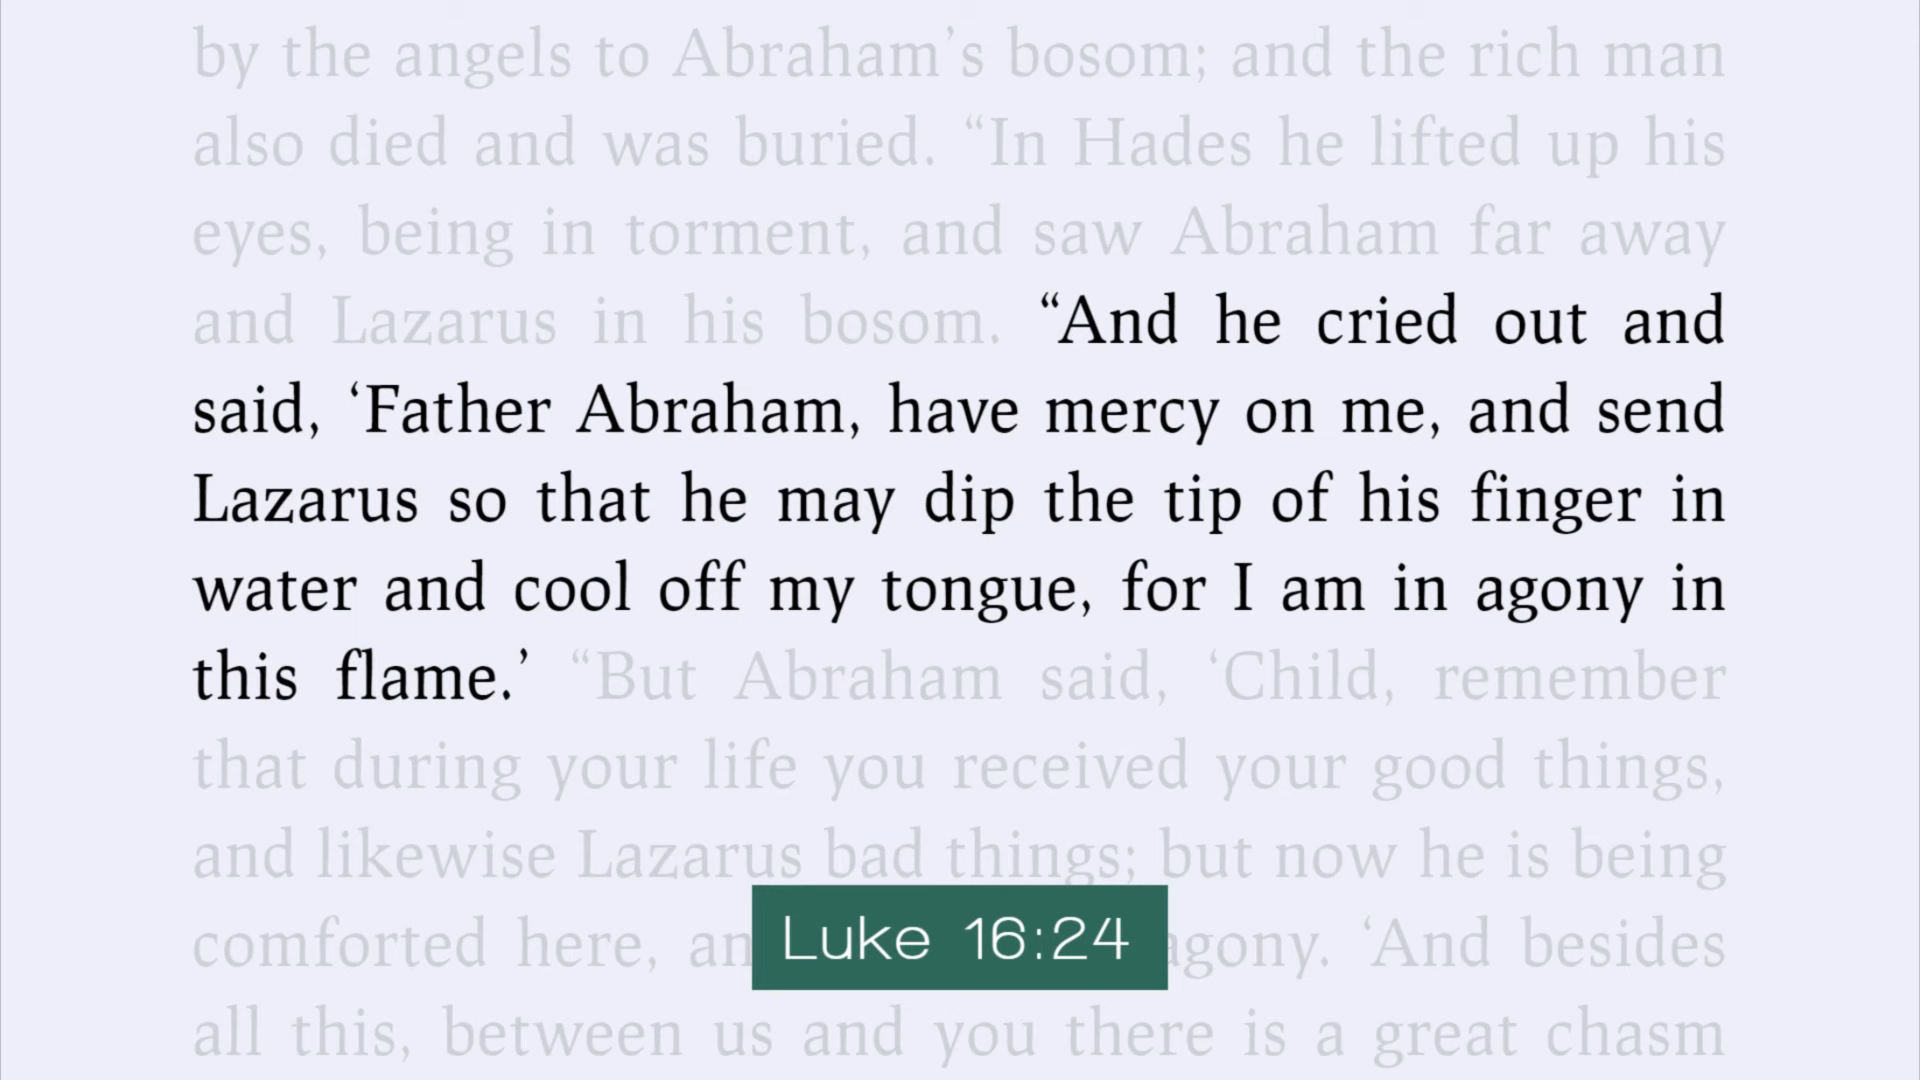 by the angels to Abraham’s bosom; and the rich man
also died and was buried. “In Hades he lifted up his
eyes, being in torment, and saw Abraham far away
and Lazarus in his bosom. “And he cried out and
said, ‘Father Abraham, have mercy on me, and send
Lazarus so that he may dip the tip of his finger in
water and cool off my tongue, for I am in agony in
this flame.’ “But Abraham said, ‘Child, remember
that during your life you received your good things,
and likewise Lazarus bad things; but now he is being
comforted here, agony. ‘And besides
Luke 16:24
all this, between us and you there is a great chasm